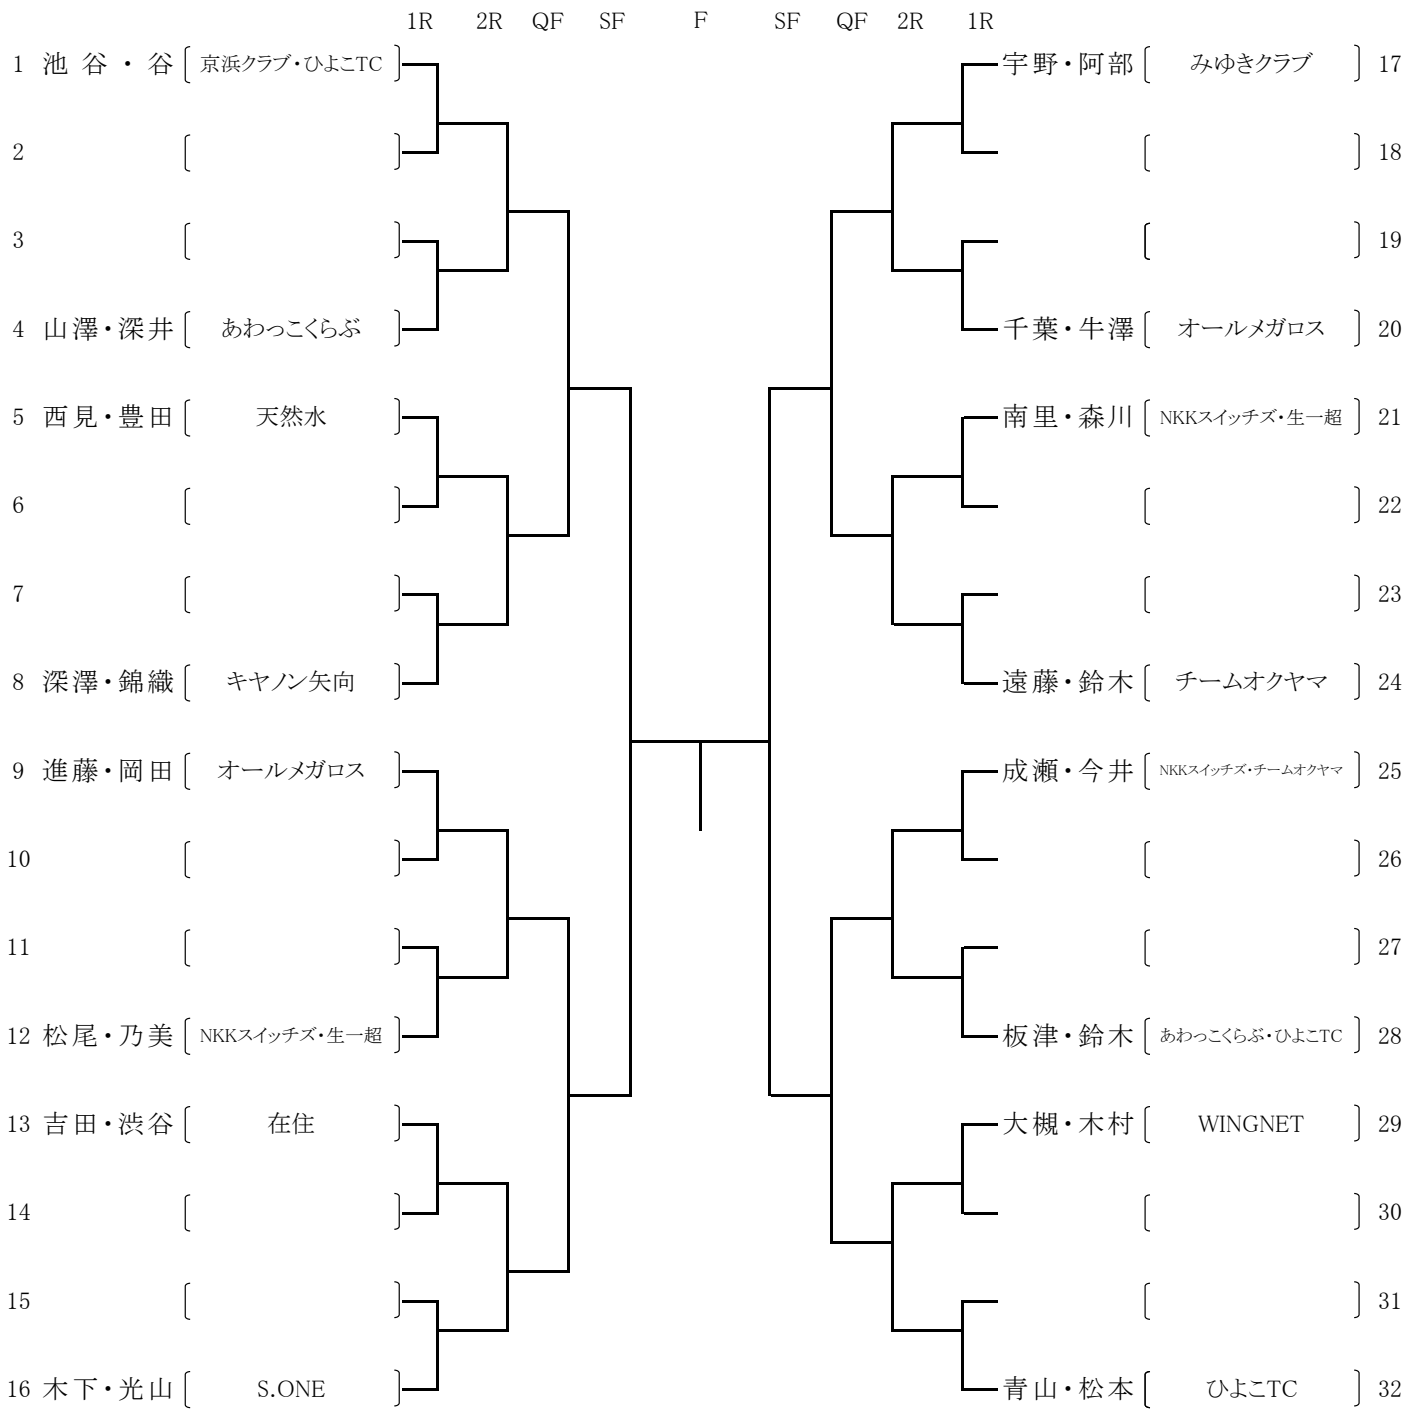 1R 2R QF SF F SF QF 2R 1R
1 池谷・谷 [ 京浜クラブ・ひよこTC ] 宇野・阿部 [ みゆきクラブ ] 17
2 [ ] [ ] 18
3 [ ] [ ] 19
4 山澤・深井 [ あわっこくらぶ ] 千葉・牛澤 [ オールメガロス ] 20
5 西見・豊田 [ 天然水 ] 南里・森川 [ NKKスイッチズ・生一超 ] 21
6 [ ] [ ] 22
7 [ ] [ ] 23
8 深澤・錦織 [ キヤノン矢向 ] 遠藤・鈴木 [ チームオクヤマ ] 24
9 進藤・岡田 [ オールメガロス ] 成瀬・今井 [ NKKスイッチズ・チームオクヤマ ] 25
10 [ ] [ ] 26
11 [ ] [ ] 27
12 松尾・乃美 [ NKKスイッチズ・生一超 ] 板津・鈴木 [ あわっこくらぶ・ひよこTC ] 28
13 吉田・渋谷 [ 在住 ] 大槻・木村 [ WINGNET ] 29
14 [ ] [ ] 30
15 [ ] [ ] 31
16 木下・光山 [ S.ONE ] 青山・松本 [ ひよこTC ] 32